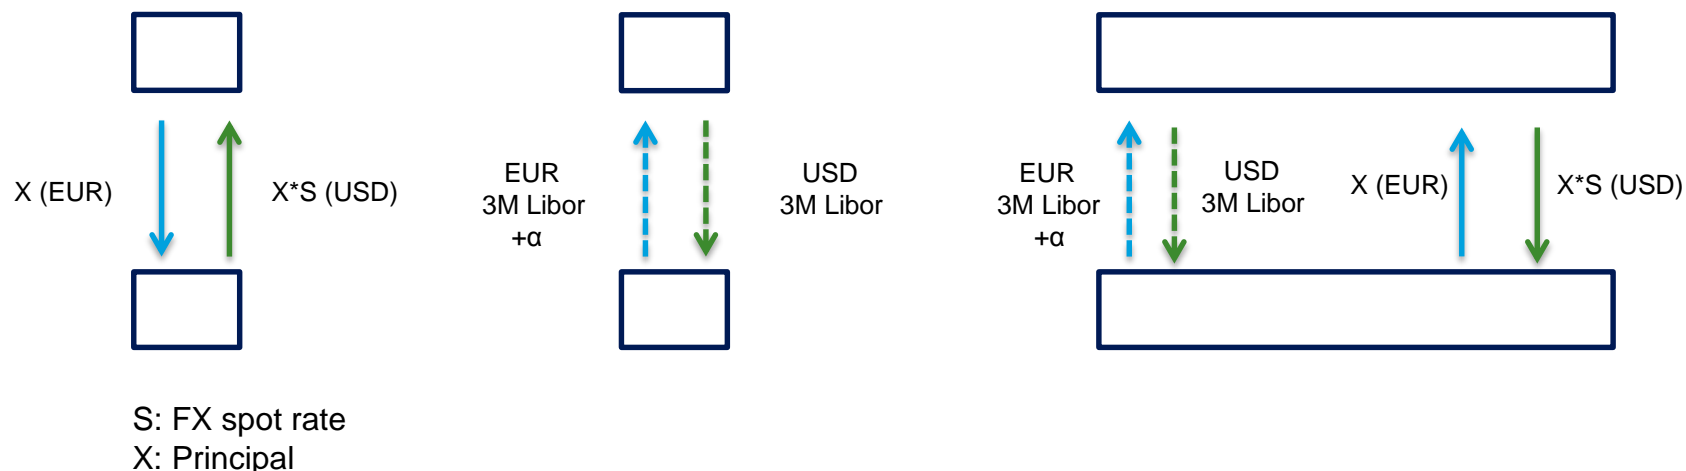 X (EUR)
X*S (USD)
EUR
3M Libor
+α
USD
3M Libor
EUR
3M Libor
+α
USD
3M Libor
X (EUR)
X*S (USD)
S: FX spot rate
X: Principal